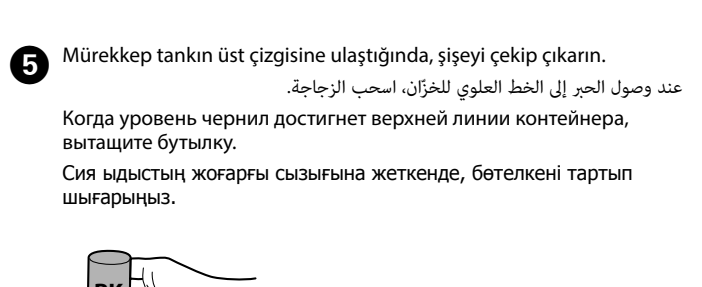 5
Mürekkep tankın üst çizgisine ulaştığında, şişeyi çekip çıkarın.
عند وصول الحبر إلى الخط العلوي للخزّان، اسحب الزجاجة.
Когда уровень чернил достигнет верхней линии контейнера,
вытащите бутылку.
Сия ыдыстың жоғарғы сызығына жеткенде, бөтелкені тартып
шығарыңыз.